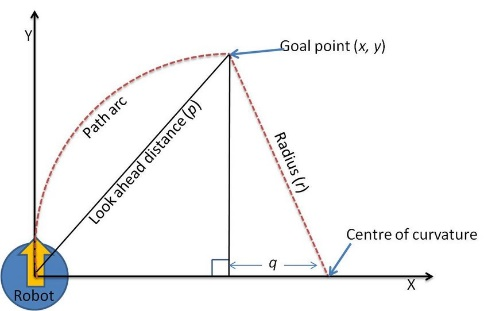 Y
Goal point (x, y)
Path arc
Look ahead distance (p)
Radius (r)
Centre of curvature
q
X
Robot